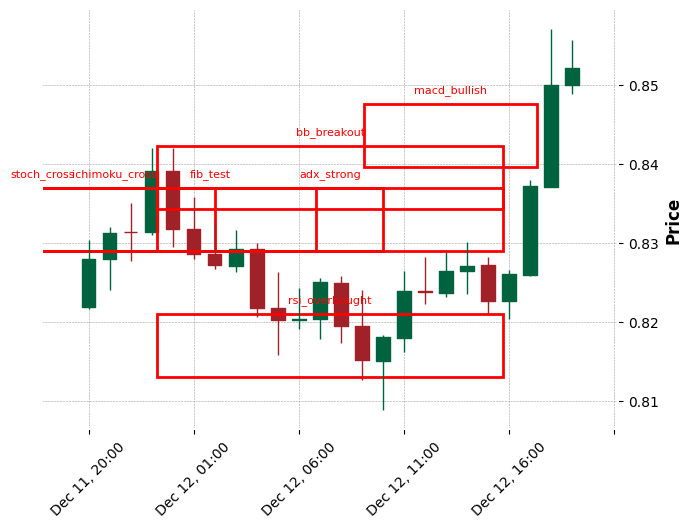 macd_bullish
0.85
bb_breakout
0.84
stoch_cross
ichimoku_cross
fib_test
adx_strong
0.83
rsi_overbought
0.82
0.81
Price
Dec 11, 20:00
Dec 12, 01:00
Dec 12, 06:00
Dec 12, 11:00
Dec 12, 16:00